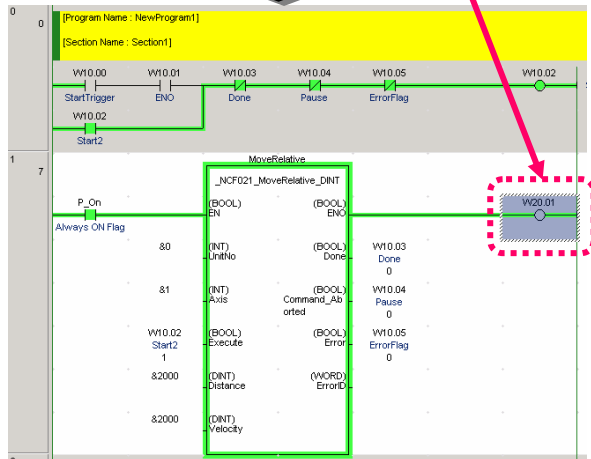 0
0
[Program Name : NewProgram1]
[Section Name : Section1]
W10.00 W10.01 W10.03 W10.04 W10.05 W10.02
StartTrigger ENO Done Pause ErrorFlag
W10.02
Start2
1
7
MoveRelative
_NCF021_MoveRelative_DINT
P_On (BOOL) (BOOL) W20.01
EN ENO
Always ON Flag
&0 (INT) (BOOL) W10.03
UnitNo Done Done
0
&1 (INT) (BOOL) W10.04
Axis Command_Ab Pause
orted 0
W10.02 (BOOL) (BOOL) W10.05
Start2 Execute Error ErrorFlag
1 0
&2000 (DINT) (WORD)
Distance ErrorID
&2000 (DINT)
Velocity